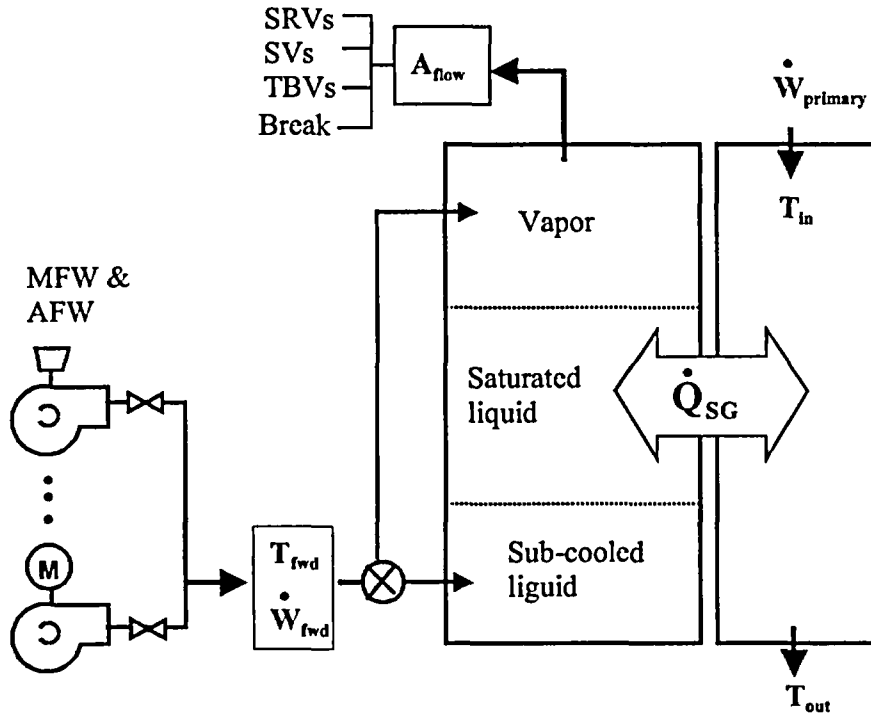 SRVs
SVs
TBVs
Break
A_flow
Ẇ_primary
T_in
Vapor
MFW &
AFW
Saturated
liquid
Q̇_SG
M
T_fwd
Ẇ_fwd
Sub-cooled
liguid
T_out